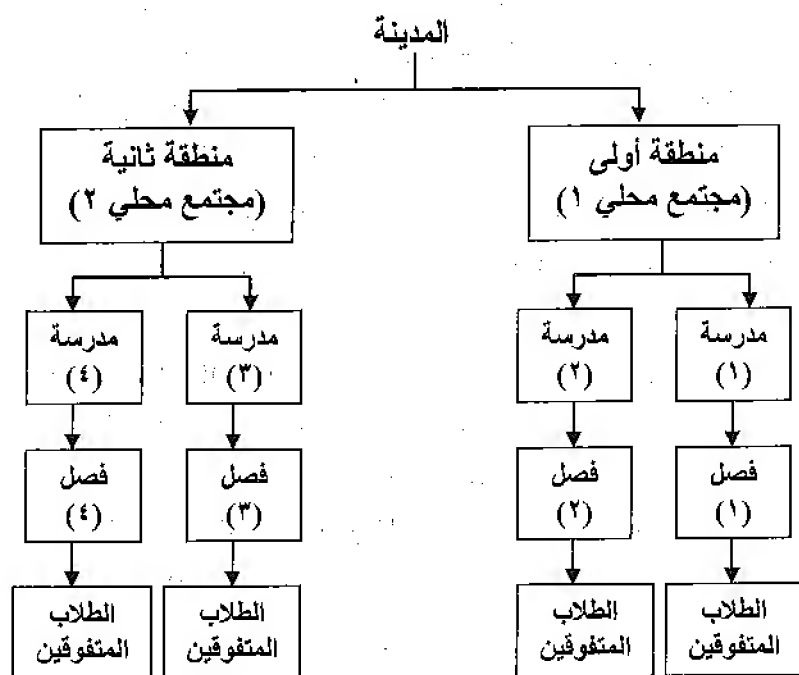 المدينة
منطقة أولى
(مجتمع محلي ١)
منطقة ثانية
(مجتمع محلي ٢)
مدرسة
(١)
مدرسة
(٢)
مدرسة
(٣)
مدرسة
(٤)
فصل
(١)
فصل
(٢)
فصل
(٣)
فصل
(٤)
الطلاب
المتفوقين
الطلاب
المتفوقين
الطلاب
المتفوقين
الطلاب
المتفوقين